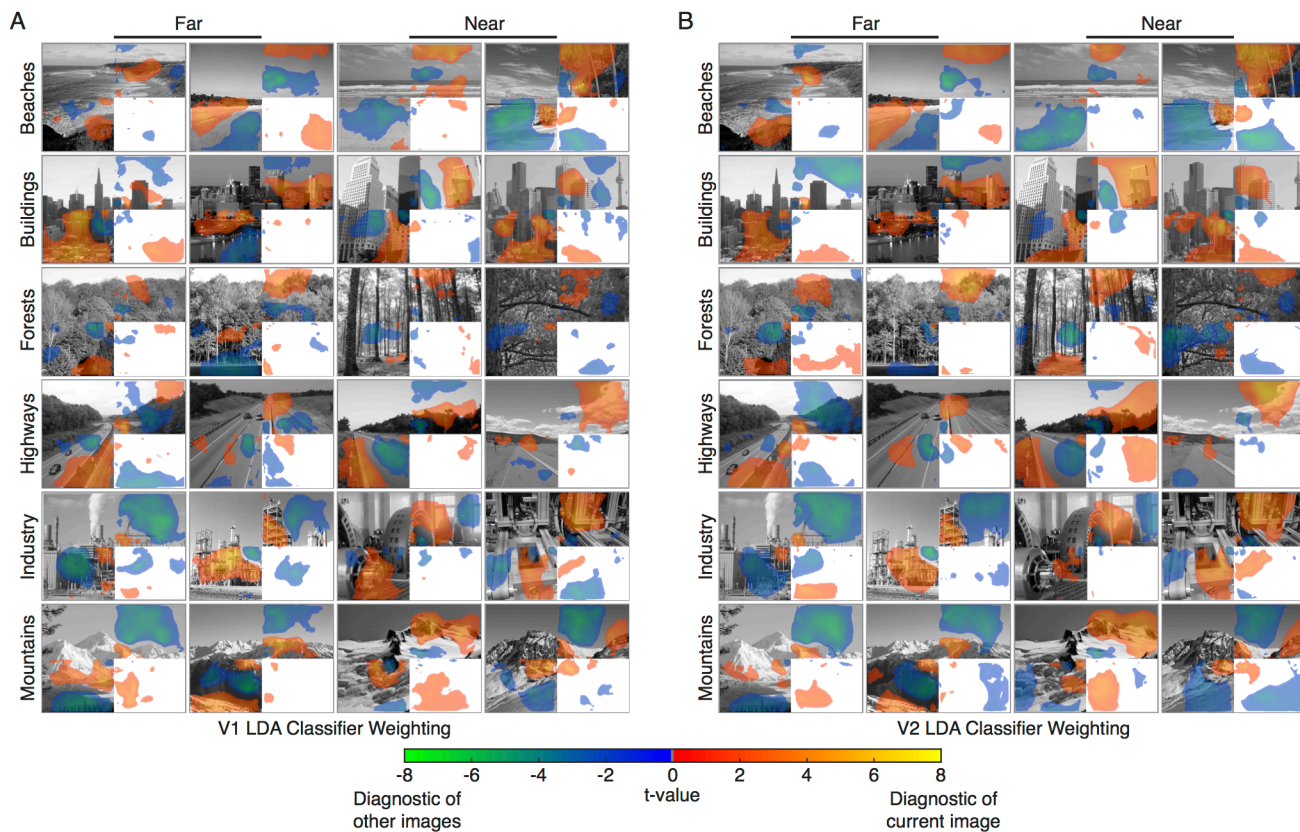 A
Far
Near
B
Far
Near
Beaches
Buildings
Forests
Highways
Industry
Mountains
Beaches
Buildings
Forests
Highways
Industry
Mountains
V1 LDA Classifier Weighting
V2 LDA Classifier Weighting
-8
-6
-4
-2
0
2
4
6
8
t-value
Diagnostic of
other images
Diagnostic of
current image